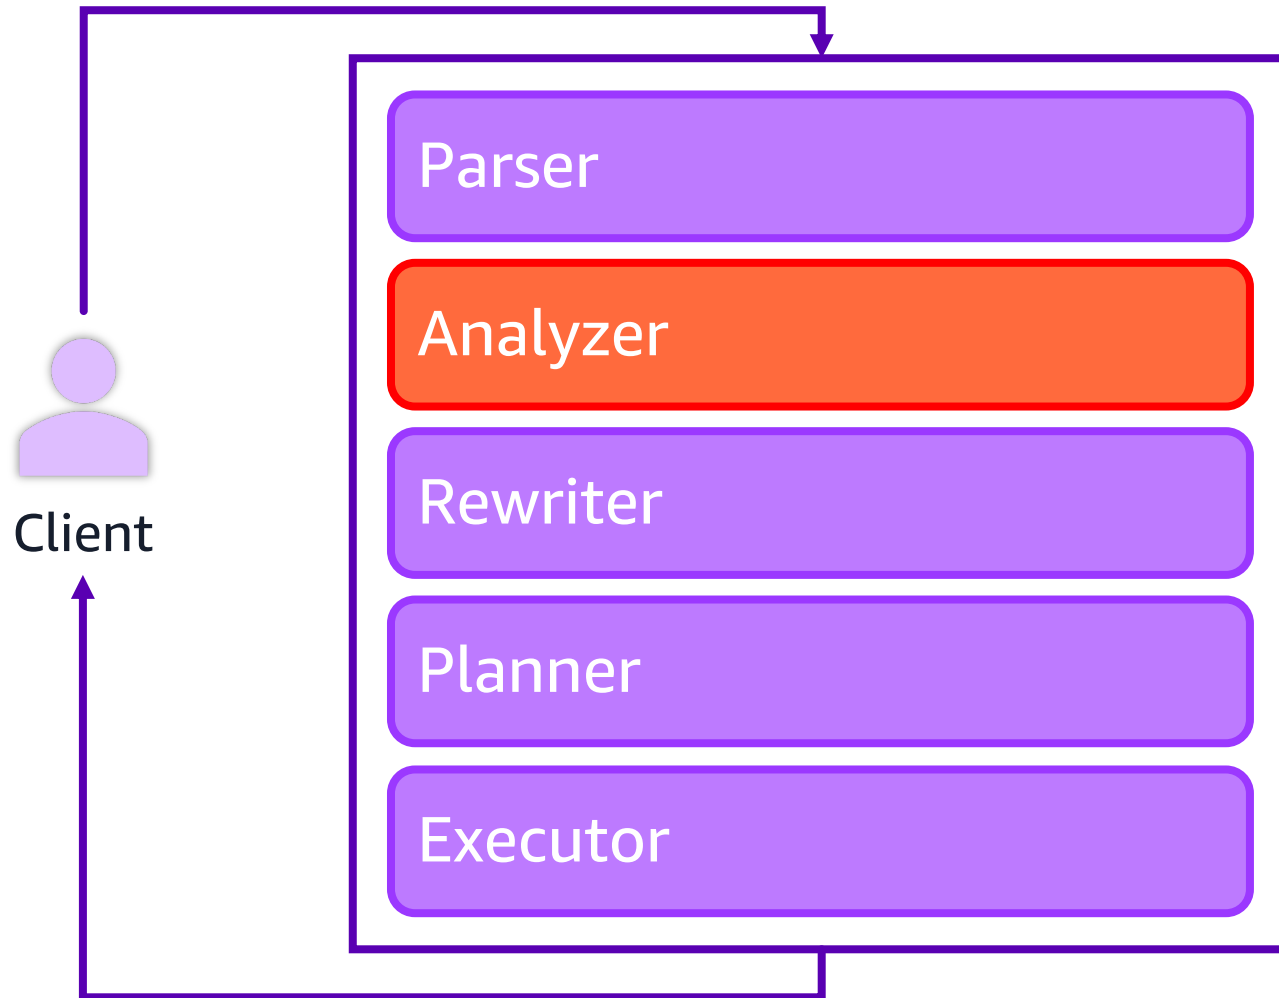 Parser
Analyzer
Rewriter
Client
Planner
Executor